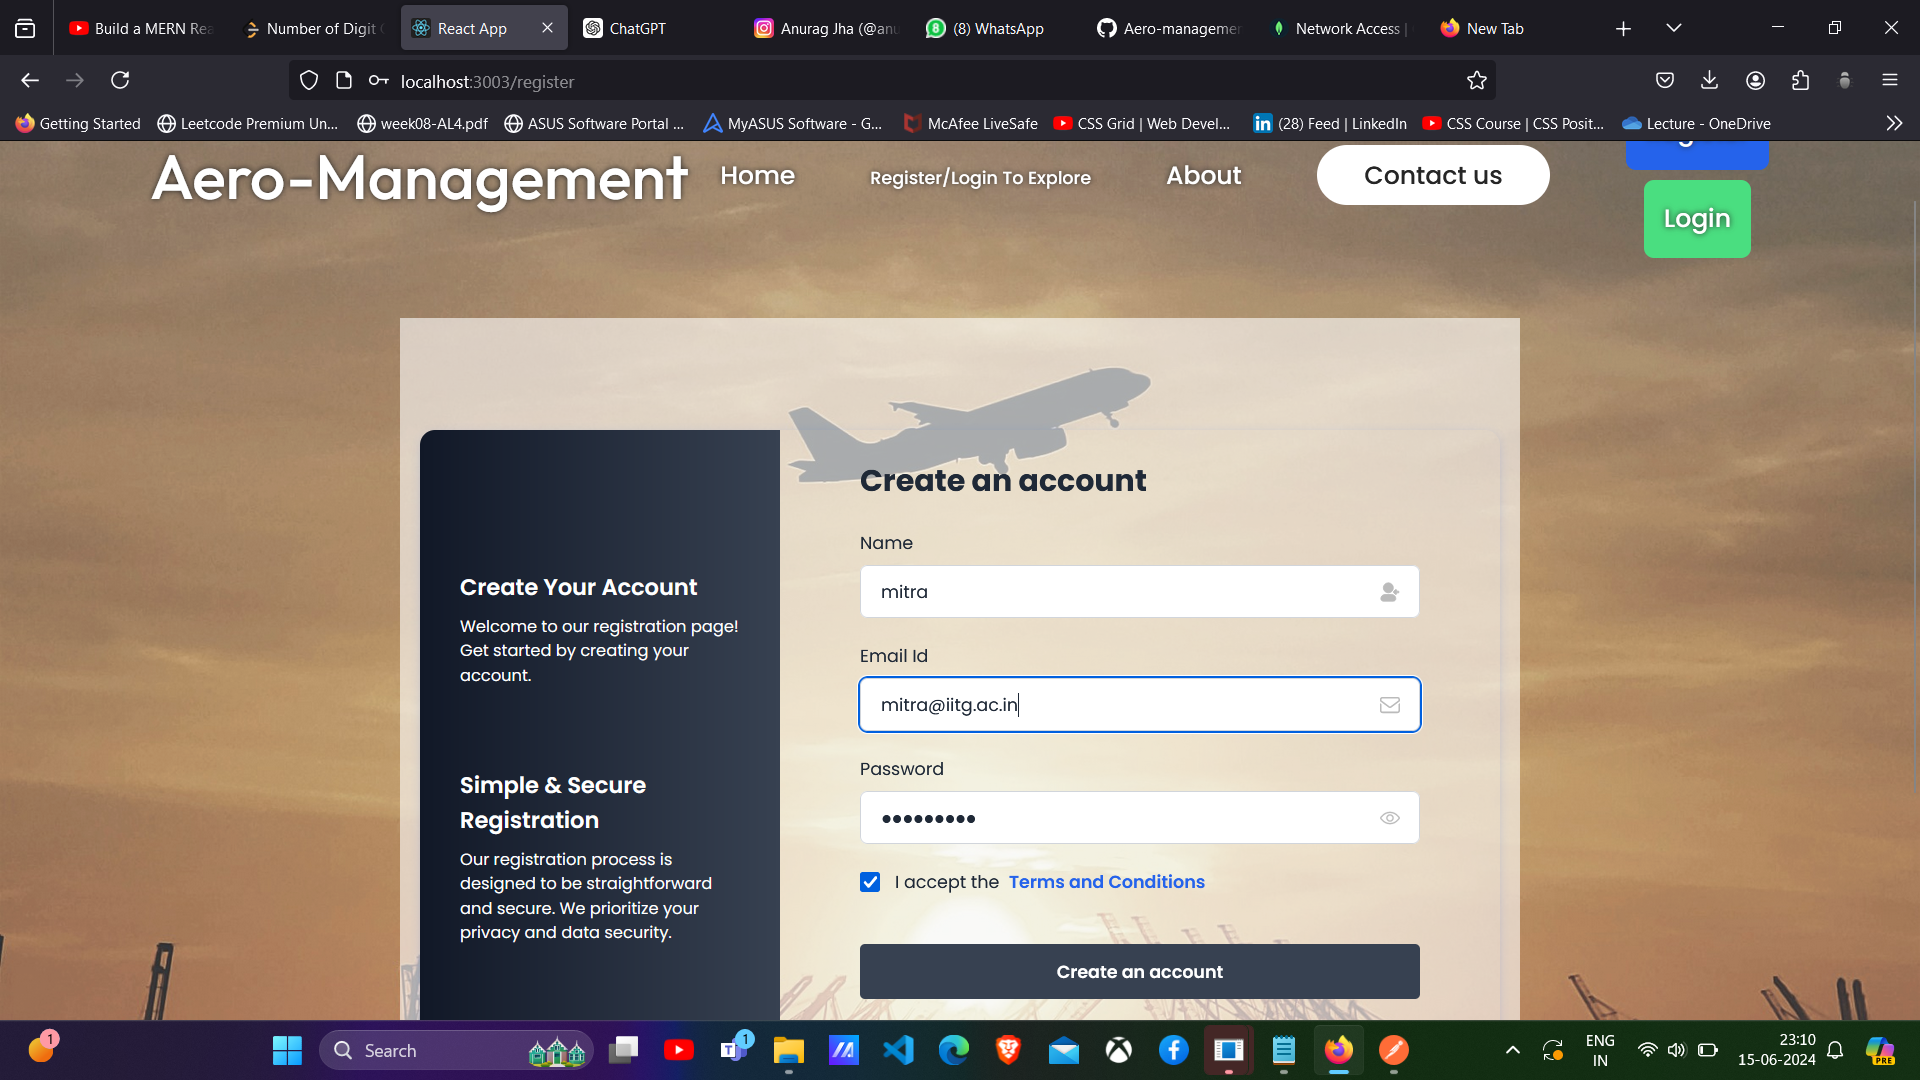 Build a MERN Rea
Number of Digit
React App
ChatGPT
Anurag Jha (@anu
(8) WhatsApp
Aero-managemen
Network Access |
New Tab
localhost:3003/register
Getting Started
Leetcode Premium Un...
week08-AL4.pdf
ASUS Software Portal ...
MyASUS Software - G...
McAfee LiveSafe
CSS Grid | Web Devel...
(28) Feed | LinkedIn
CSS Course | CSS Posit...
Lecture - OneDrive
Aero-Management
Home
Register/Login To Explore
About
Contact us
Login
Create Your Account
Welcome to our registration page!
Get started by creating your
account.
Simple & Secure
Registration
Our registration process is
designed to be straightforward
and secure. We prioritize your
privacy and data security.
Create an account
Name
mitra
Email Id
mitra@iitg.ac.in
Password
I accept the Terms and Conditions
Create an account
1
Search
1
ENG
IN
23:10
15-06-2024
PRE